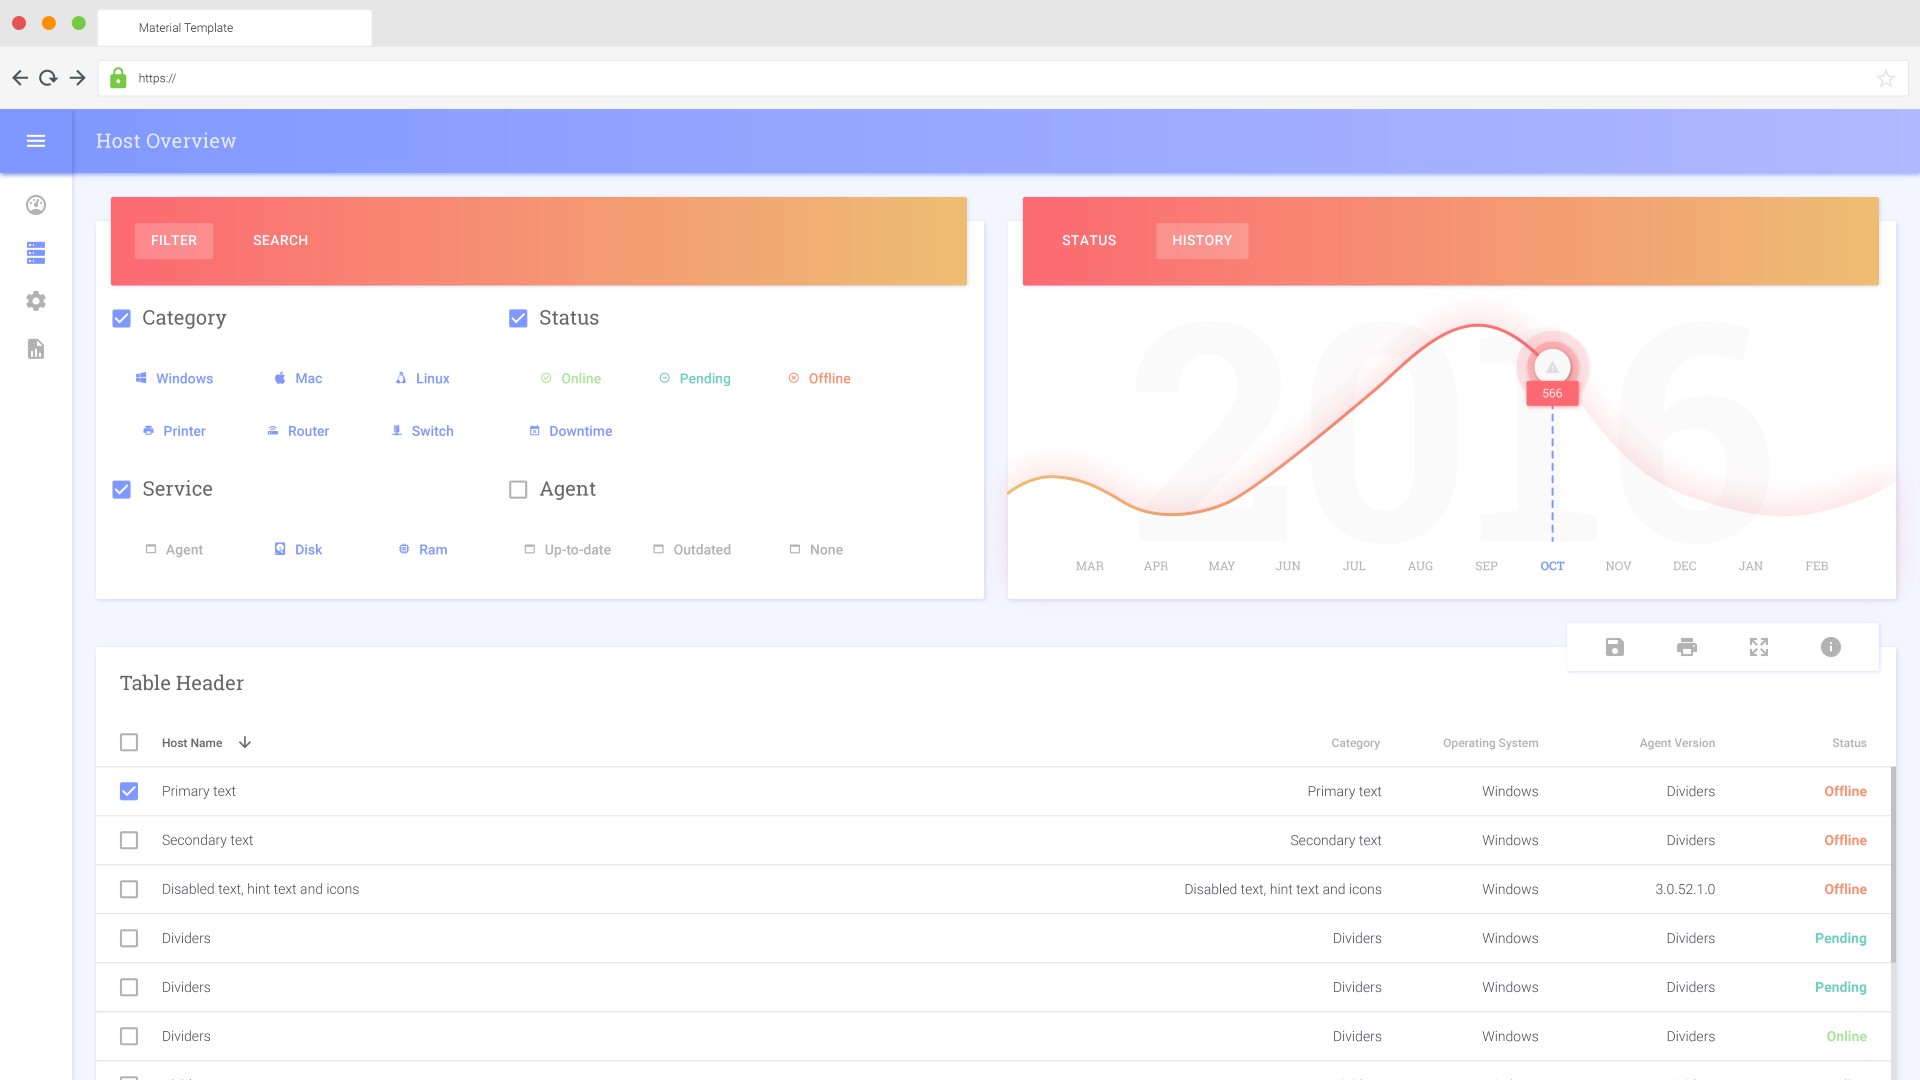 Material Template
https://
Host Overview
FILTER SEARCH
STATUS HISTORY
Category
Windows Mac Linux
Printer Router Switch
Status
Online Pending Offline
Downtime
Service
Agent Disk Ram
Agent
Up-to-date Outdated None
2016
566
MAR APR MAY JUN JUL AUG SEP OCT NOV DEC JAN FEB
Table Header
Host Name Category Operating System Agent Version Status
Primary text Primary text Windows Dividers Offline
Secondary text Secondary text Windows Dividers Offline
Disabled text, hint text and icons Disabled text, hint text and icons Windows 3.0.52.1.0 Offline
Dividers Dividers Windows Dividers Pending
Dividers Dividers Windows Dividers Pending
Dividers Dividers Windows Dividers Online